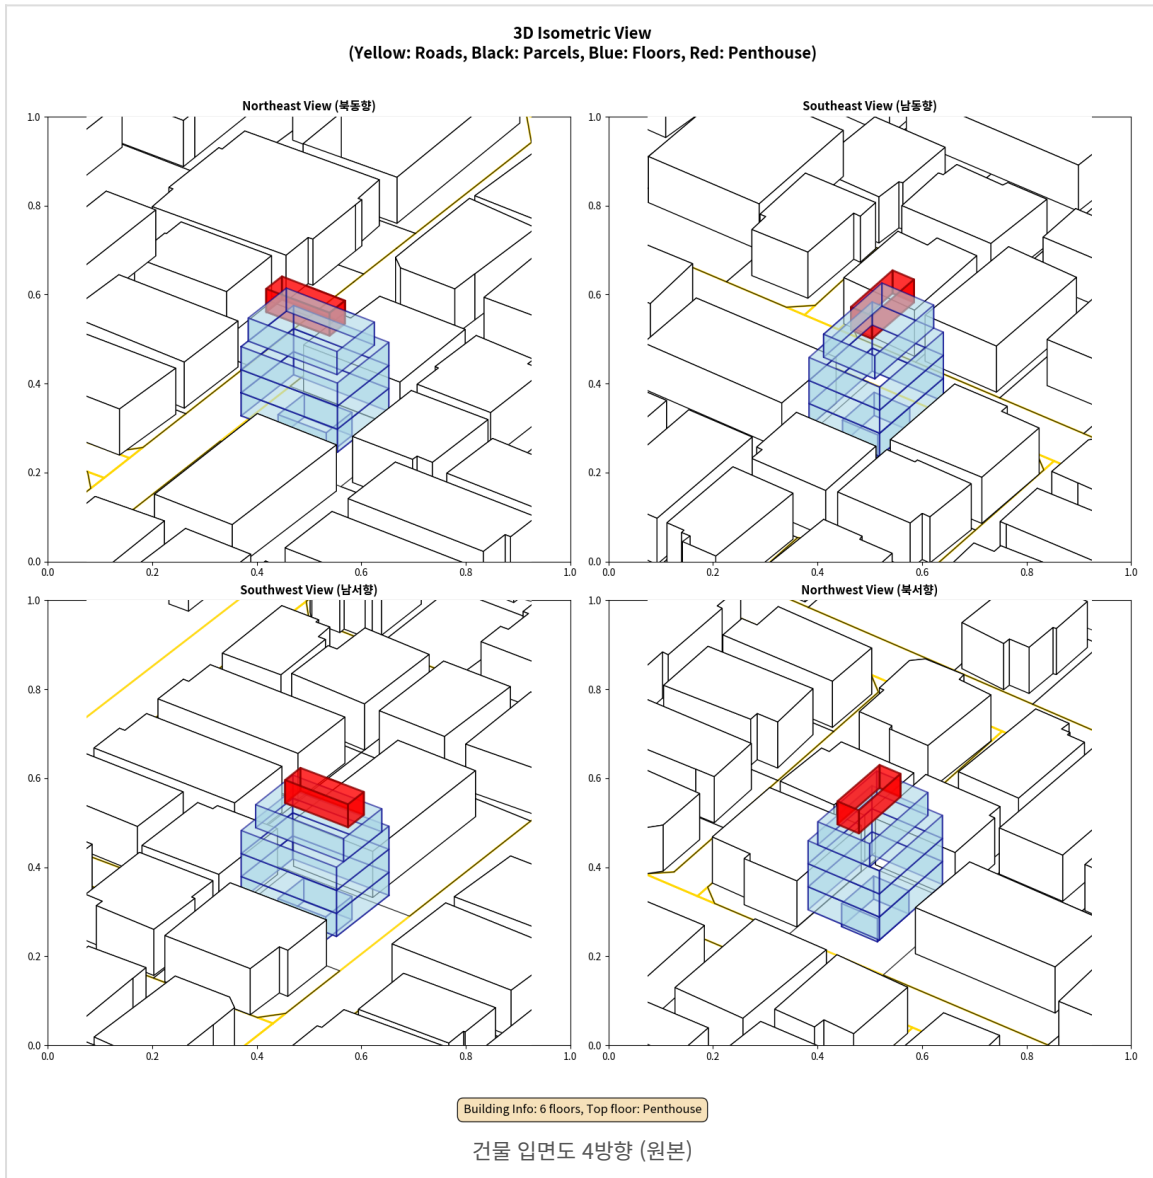 3D Isometric View
(Yellow: Roads, Black: Parcels, Blue: Floors, Red: Penthouse)
Northeast View (북동향)
1.0
0.8
0.6
0.4
0.2
0.0
0.0 0.2 0.4 0.6 0.8 1.0
Southeast View (남동향)
1.0
0.8
0.6
0.4
0.2
0.0
0.0 0.2 0.4 0.6 0.8 1.0
Southwest View (남서향)
1.0
0.8
0.6
0.4
0.2
0.0
0.0 0.2 0.4 0.6 0.8 1.0
Northwest View (북서향)
1.0
0.8
0.6
0.4
0.2
0.0
0.0 0.2 0.4 0.6 0.8 1.0
Building Info: 6 floors, Top floor: Penthouse
건물 입면도 4방향 (원본)